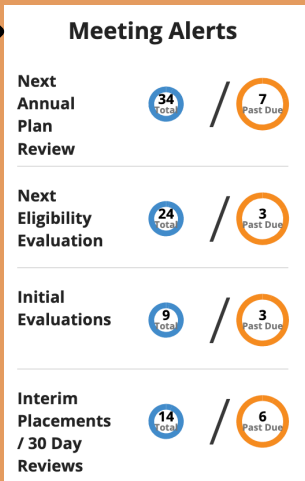 Meeting Alerts
Next
Annual
Plan
Review
34
Total
/
7
Past Due
Next
Eligibility
Evaluation
24
Total
/
3
Past Due
Initial
Evaluations
9
Total
/
3
Past Due
Interim
Placements
/ 30 Day
Reviews
14
Total
/
6
Past Due